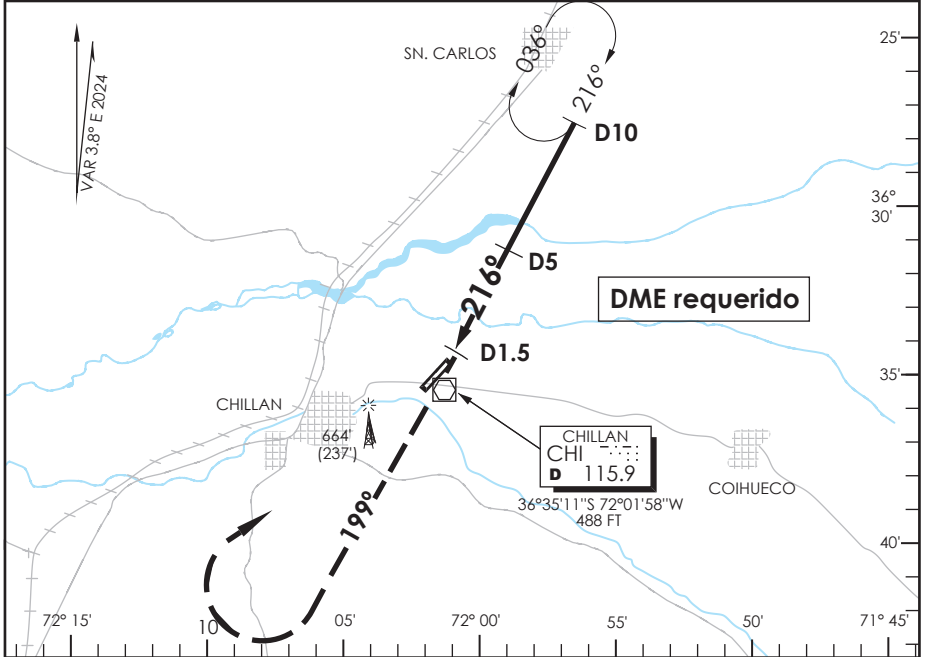 SN. CARLOS
25'
036°
216°
VAR 3.8° E 2024
D10
36°
30'
D5
216°
DME requerido
D1.5
35'
CHILLAN
664'
(237')
CHILLAN
CHI
D 115.9
36°35'11"S 72°01'58"W
488 FT
COIHUECO
199°
40'
72° 15'
10
05'
72° 00'
55'
50'
71° 45'